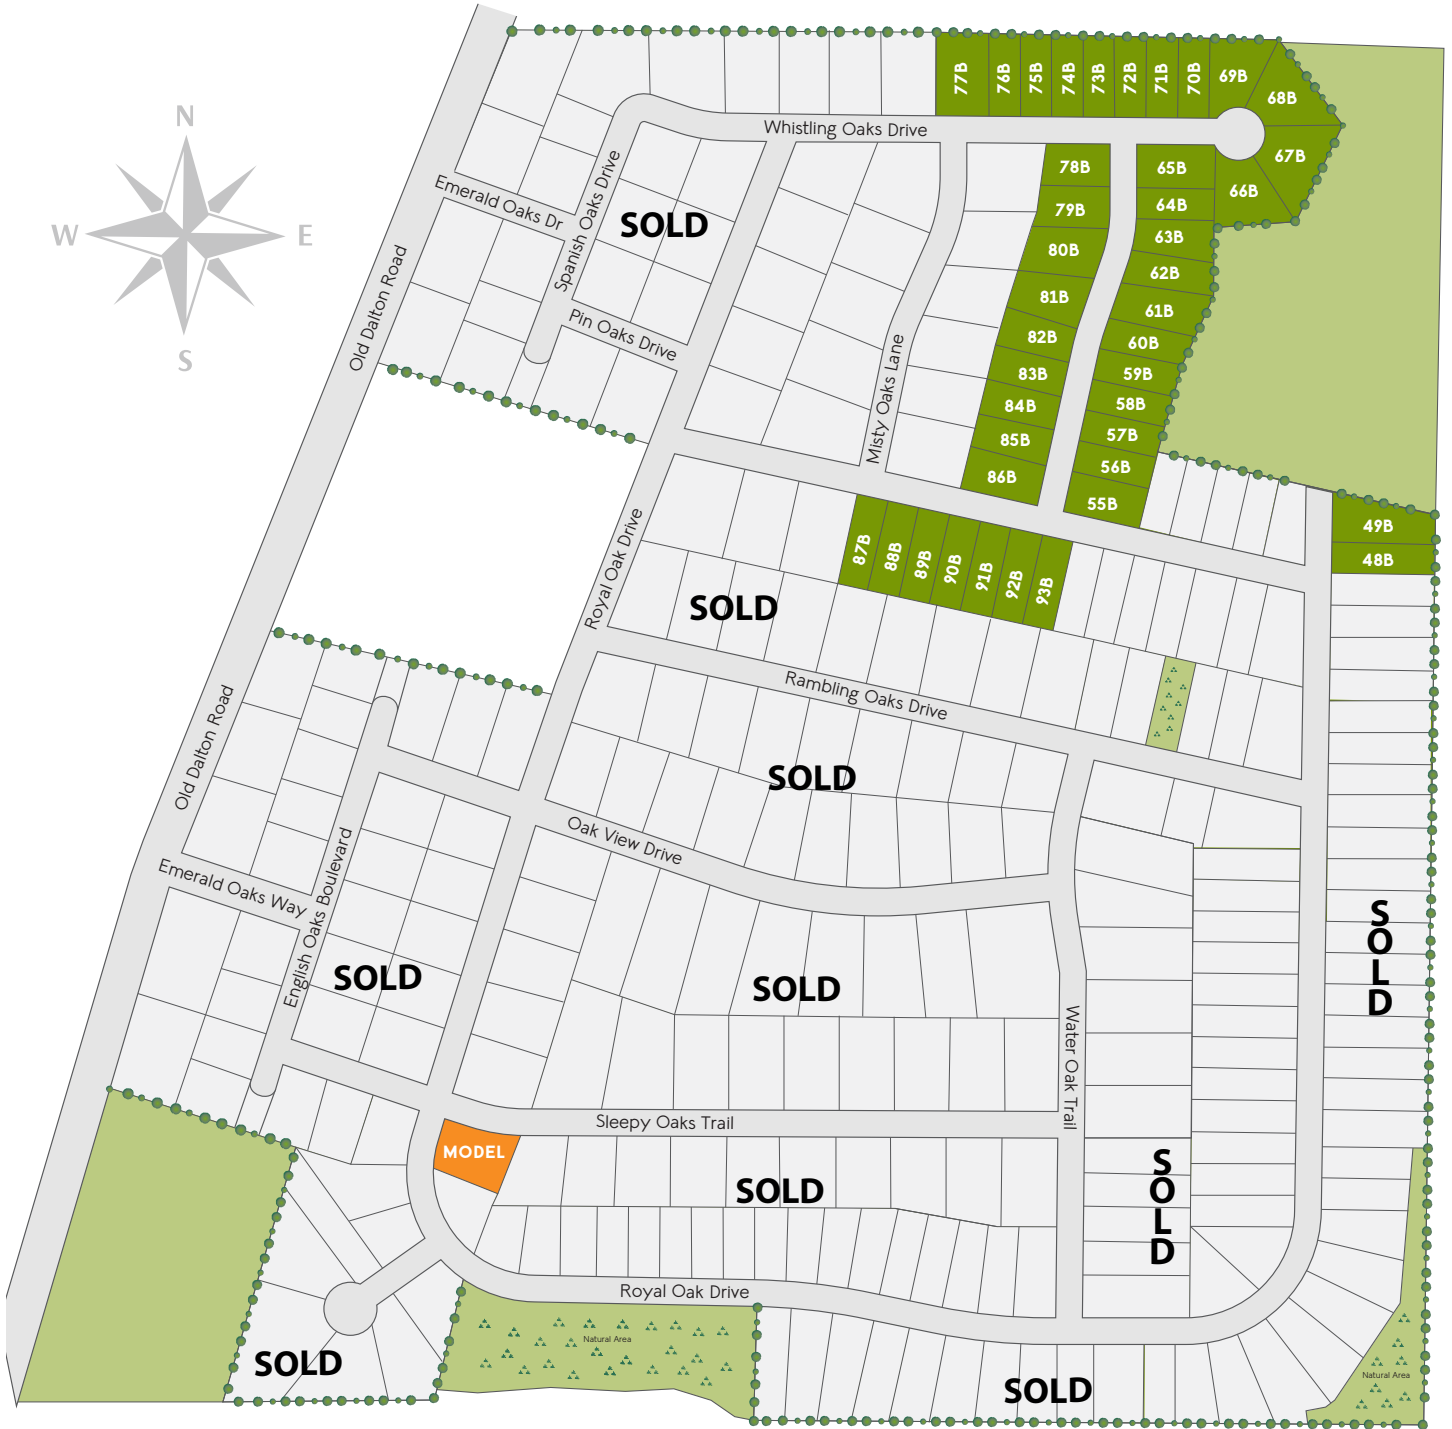 N
W
E
S
77B
76B
75B
74B
73B
72B
71B
70B
69B
68B
67B
66B
Whistling Oaks Drive
Emerald Oaks Dr
Spanish Oaks Drive
SOLD
Pin Oaks Drive
Old Dalton Road
Misty Oaks Lane
78B
79B
80B
81B
82B
83B
84B
85B
86B
65B
64B
63B
62B
61B
60B
59B
58B
57B
56B
55B
49B
48B
87B
88B
89B
90B
91B
92B
93B
Royal Oak Drive
SOLD
Rambling Oaks Drive
SOLD
Old Dalton Road
Oak View Drive
Emerald Oaks Way
English Oaks Boulevard
SOLD
SOLD
S
O
L
D
Water Oak Trail
Sleepy Oaks Trail
MODEL
SOLD
S
O
L
D
Royal Oak Drive
Natural Area
SOLD
SOLD
Natural Area